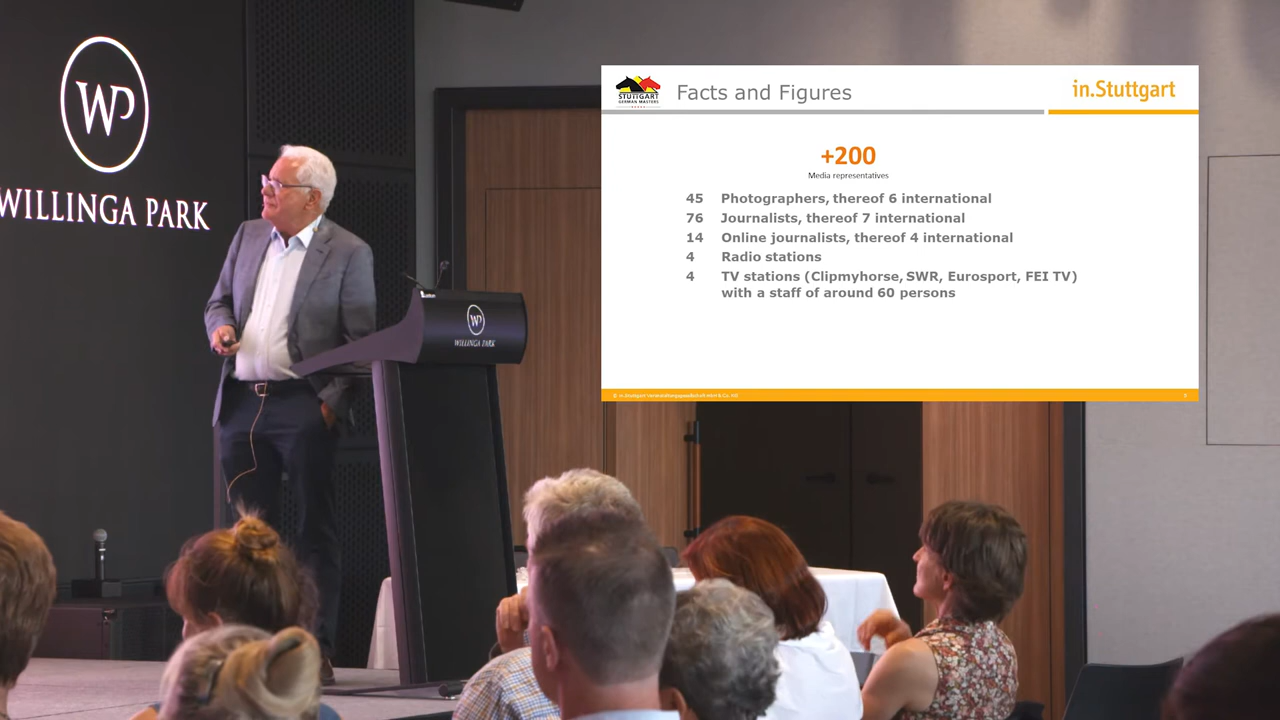 WP
WILLINGA PARK
STUTTGART
GERMAN MASTERS
Facts and Figures
in.Stuttgart
+200
Media representatives
45 Photographers, thereof 6 international
76 Journalists, thereof 7 international
14 Online journalists, thereof 4 international
4 Radio stations
4 TV stations (Clipmyhorse, SWR, Eurosport, FEI TV)
with a staff of around 60 persons
WP
WILLINGA PARK